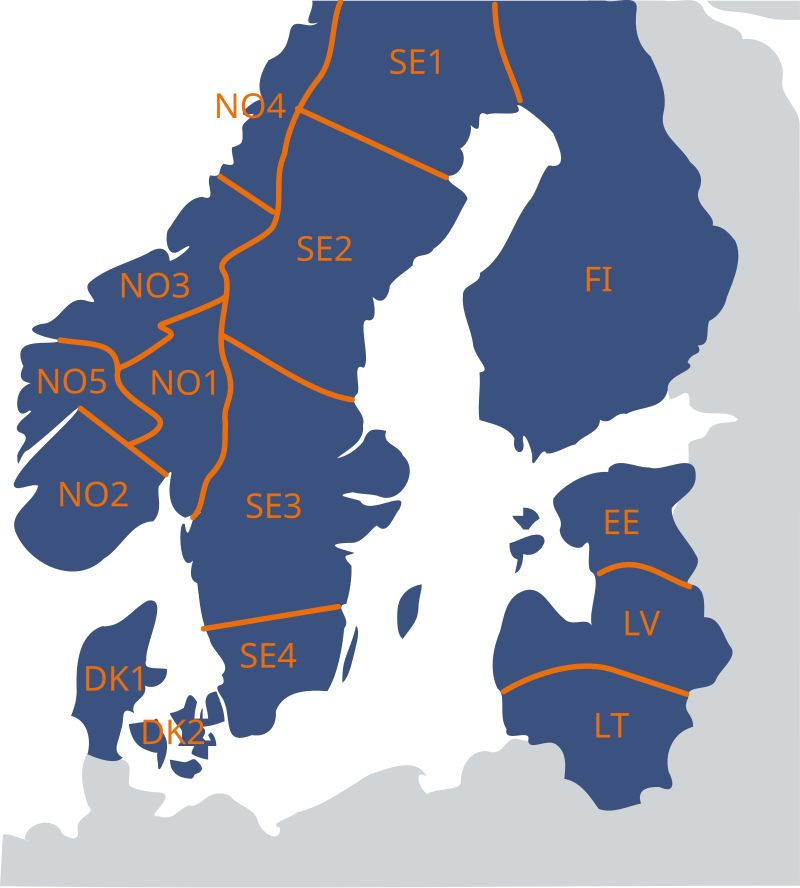 SE1
NO4
SE2
FI
NO3
NO5
NO1
NO2
SE3
EE
LV
SE4
DK1
LT
DK2